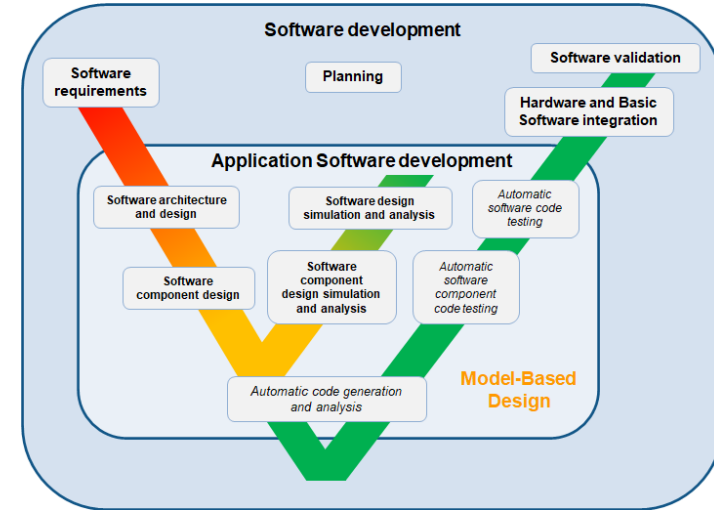 Software development
Software
requirements
Planning
Software validation
Hardware and Basic
Software integration
Application Software development
Software architecture
and design
Software design
simulation and analysis
Automatic
software code
testing
Software
component design
Software
component
design simulation
and analysis
Automatic
software
component
code testing
Automatic code generation
and analysis
Model-Based
Design